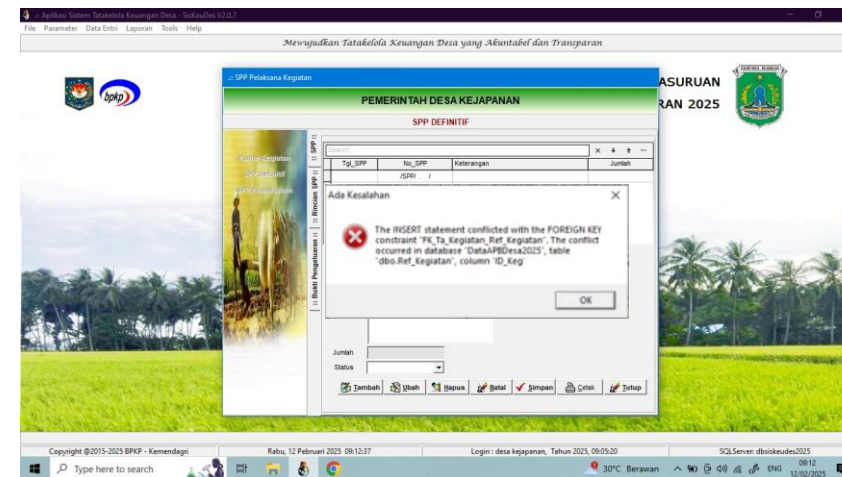 .:: Aplikasi Sistem Tatakelola Keuangan Desa - SisKeuDes V2.0.7
File Parameter Data Entri Laporan Tools Help
Mewujudkan Tatakelola Keuangan Desa yang Akuntabel dan Transparan
bpkp
ASURUAN
RAN 2025
.:: SPP Pelaksana Kegiatan
PEMERINTAH DESA KEJAPANAN
SPP DEFINITIF
:: SPP ::
Rincian SPP ::
:: Bukti Pengeluaran ::
Search
Tgl_SPP No_SPP Keterangan Jumlah
/SPP/ . /
Ada Kesalahan
The INSERT statement conflicted with the FOREIGN KEY
constraint "FK_Ta_Kegiatan_Ref_Kegiatan". The conflict
occurred in database "DataAPBDesa2025", table
"dbo.Ref_Kegiatan", column 'ID_Keg'
OK
Jumlah
Status
Tambah Ubah Hapus Batal Simpan Cetak Tutup
Copyright @2015-2025 BPKP - Kemendagri Rabu, 12 Pebruari 2025 09:12:37 Login : desa kejapanan, Tahun 2025, 09:05:20 SQLServer: dbsiskeudes2025
Type here to search 30°C Berawan ENG 09:12
12/02/2025